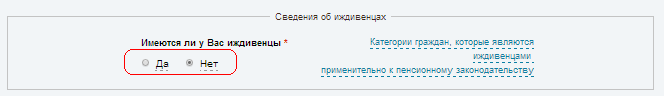 Сведения об иждивенцах
Имеются ли у Вас иждивенцы *
Да Нет
Категории граждан, которые являются
иждивенцами
применительно к пенсионному законодательству